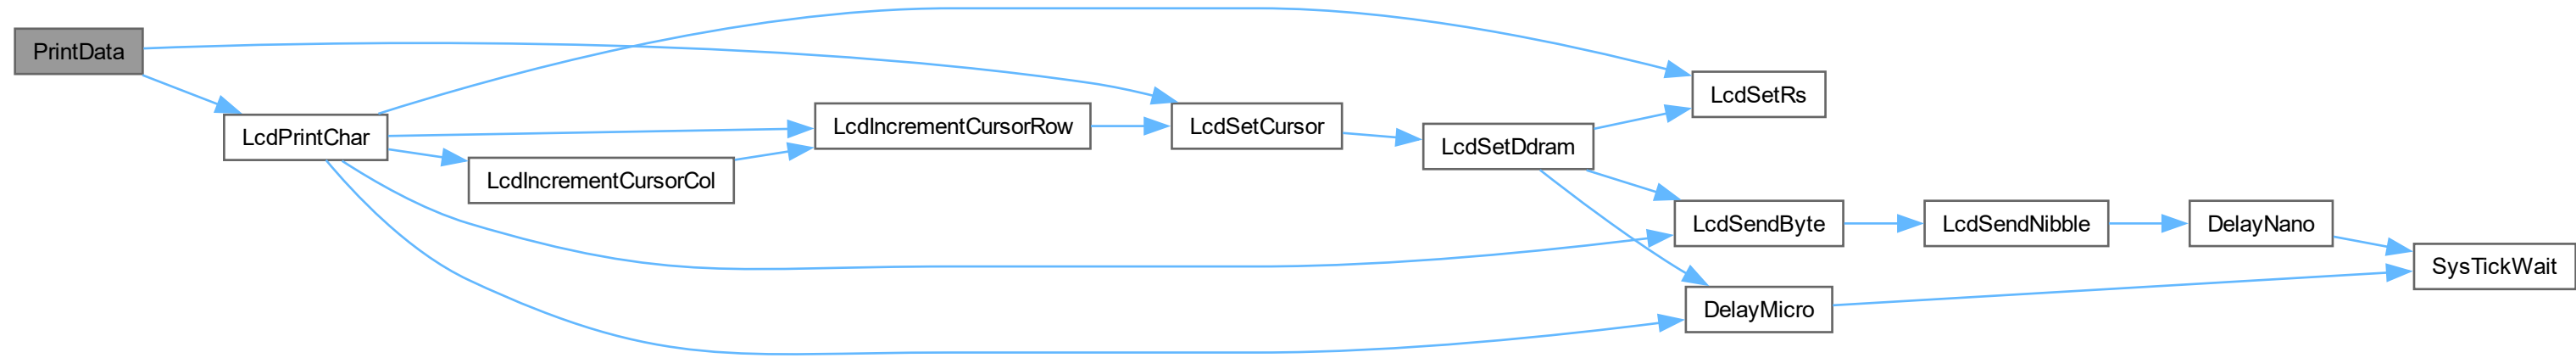 PrintData
LcdPrintChar
LcdIncrementCursorCol
LcdIncrementCursorRow
LcdSetCursor
LcdSetDdram
LcdSetRs
LcdSendByte
DelayMicro
LcdSendNibble
DelayNano
SysTickWait